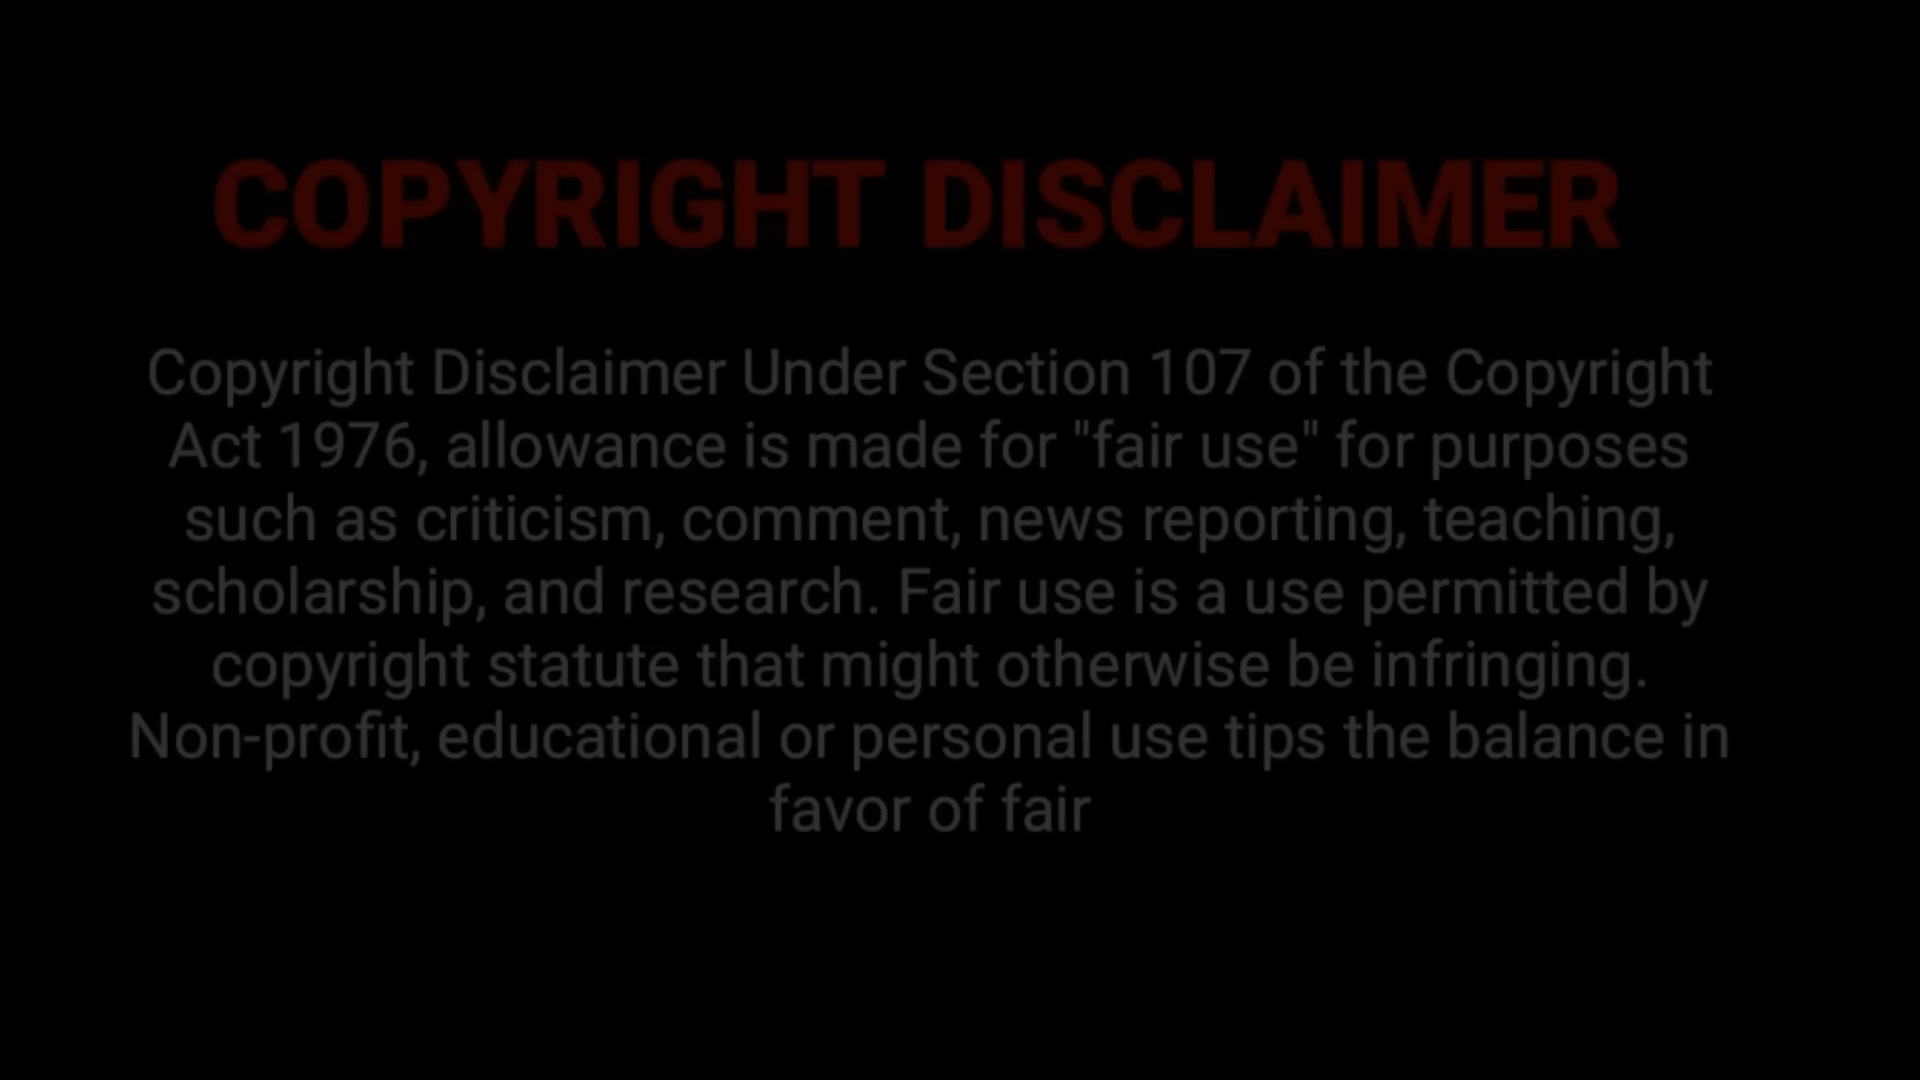 COPYRIGHT DISCLAIMER
Copyright Disclaimer Under Section 107 of the Copyright
Act 1976, allowance is made for "fair use" for purposes
such as criticism, comment, news reporting, teaching,
scholarship, and research. Fair use is a use permitted by
copyright statute that might otherwise be infringing.
Non-profit, educational or personal use tips the balance in
favor of fair